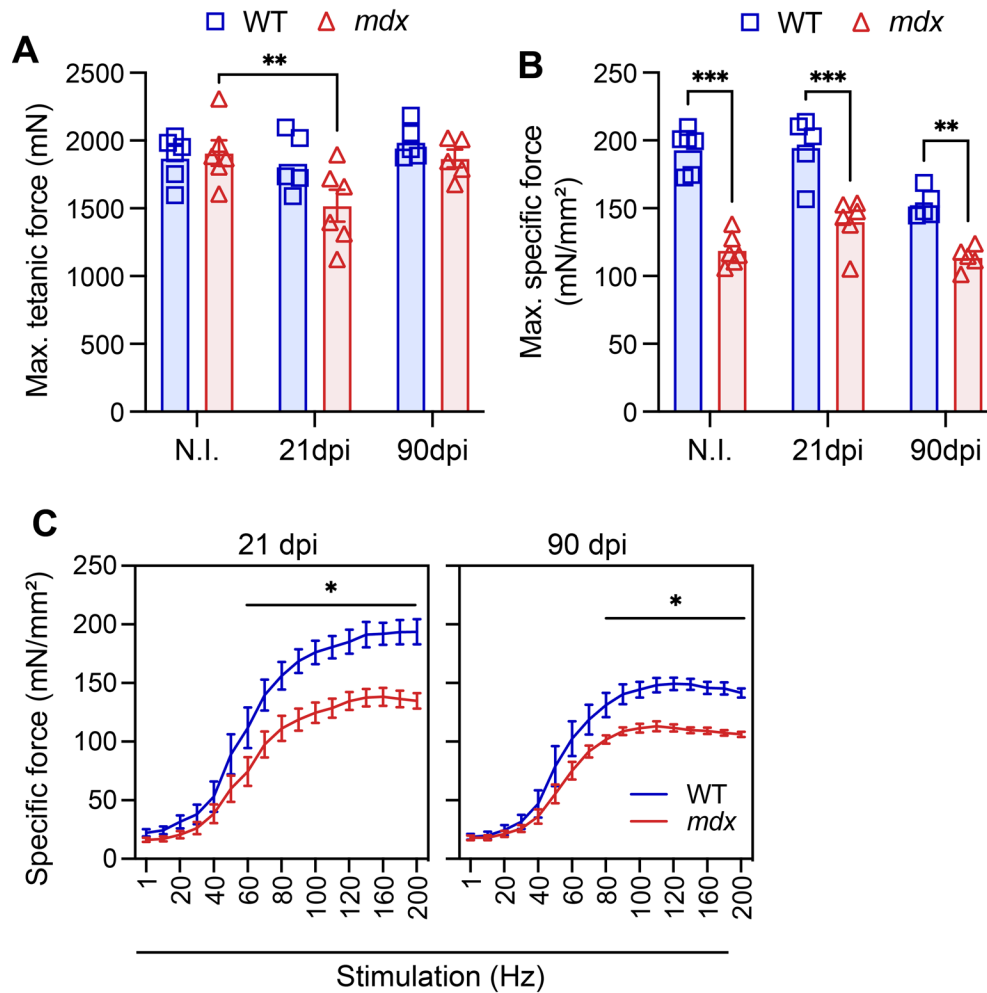 WT mdx
A
Max. tetanic force (mN)
2500
2000
1500
1000
500
0
**
N.I. 21dpi 90dpi
WT mdx
B
Max. specific force
(mN/mm²)
250
200
150
100
50
0
*** *** **
N.I. 21dpi 90dpi
C
21 dpi 90 dpi
Specific force (mN/mm²)
250
200
150
100
50
0
* *
WT
mdx
1 20 40 60 80 100 120 160 200
1 20 40 60 80 100 120 160 200
Stimulation (Hz)